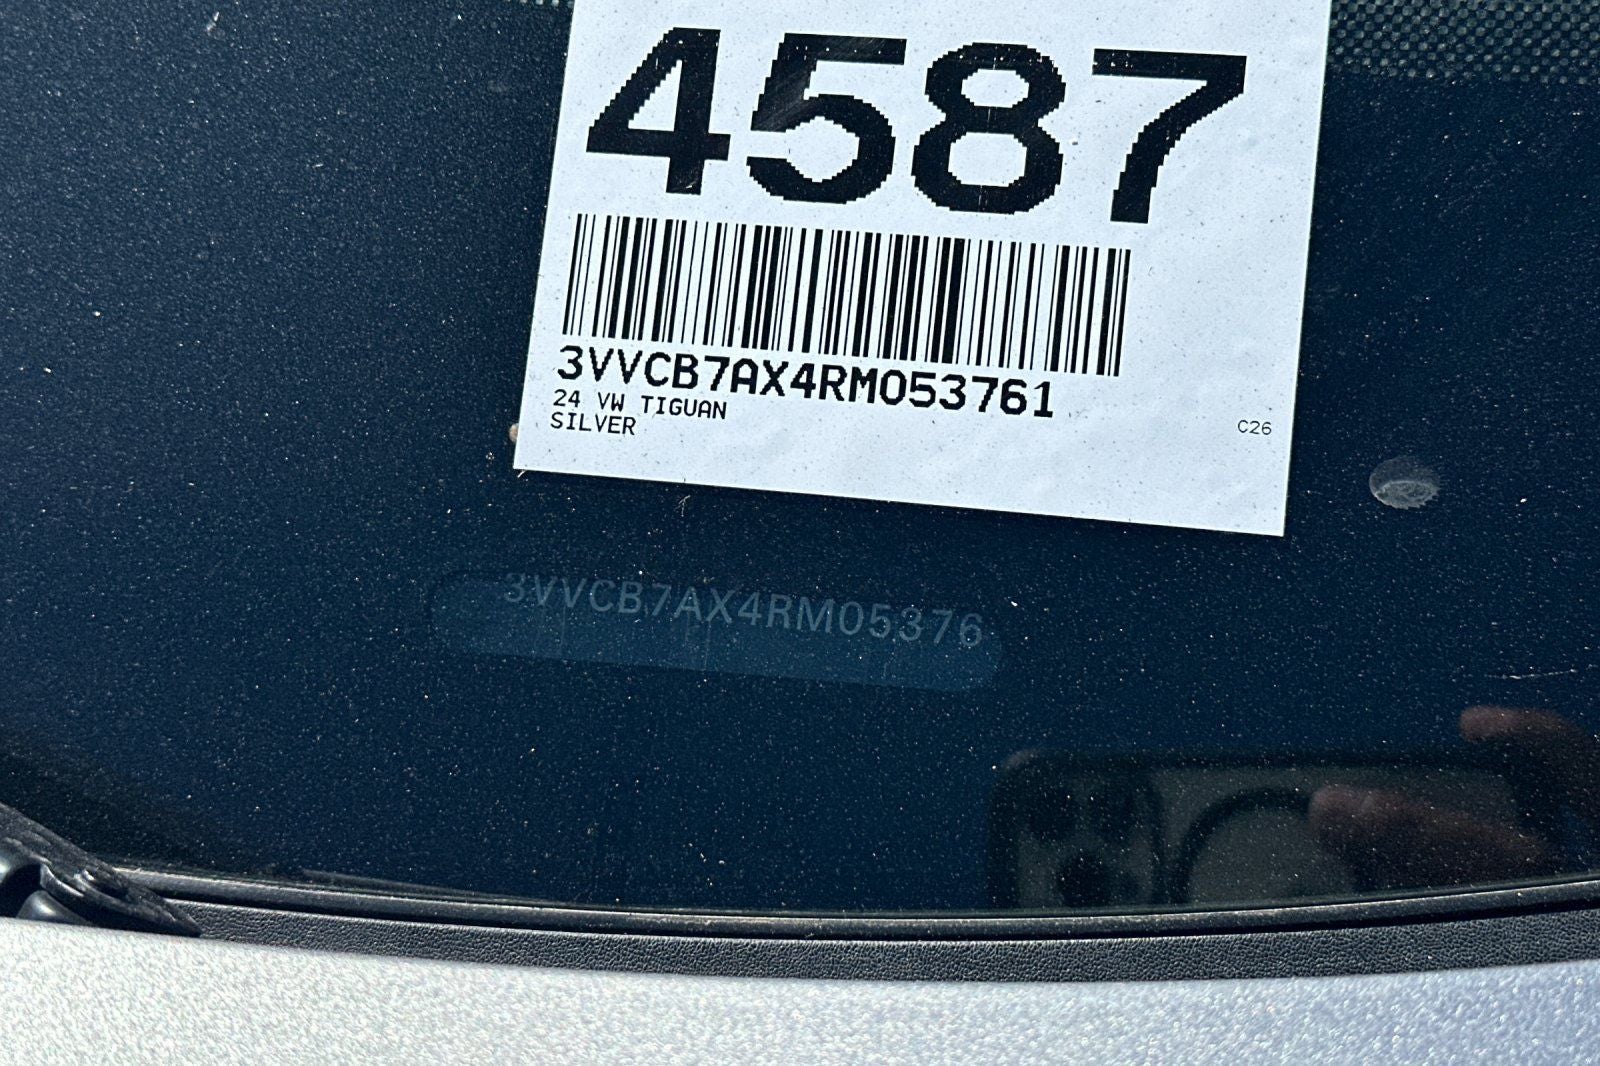 4587
3VVCB7AX4RM053761
24 VW TIGUAN
SILVER
C26
3VVCB7AX4RM05376